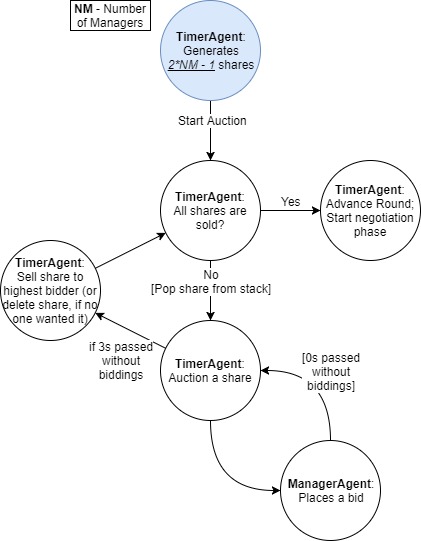 NM - Number
of Managers
TimerAgent:
Generates
2*NM - 1 shares
Start Auction
TimerAgent:
All shares are
sold?
Yes
TimerAgent:
Advance Round;
Start negotiation
phase
TimerAgent:
Sell share to
highest bidder (or
delete share, if no
one wanted it)
No
[Pop share from stack]
if 3s passed
without
biddings
TimerAgent:
Auction a share
[0s passed
without
biddings]
ManagerAgent:
Places a bid